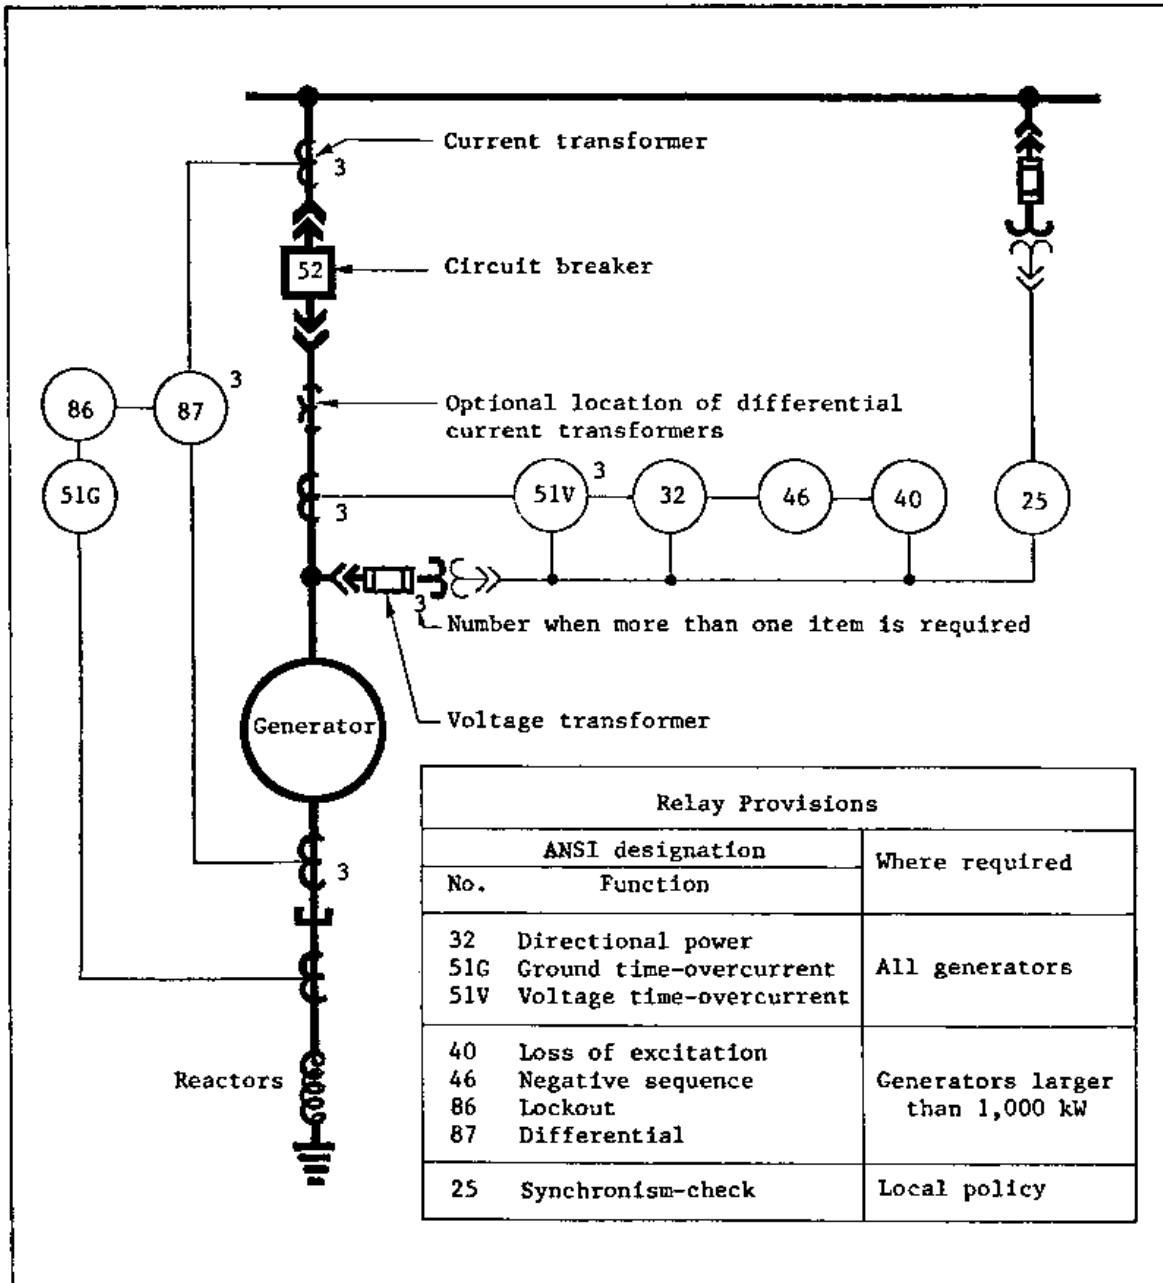 Current transformer
3
52
Circuit breaker
86
87
3
Optional location of differential
current transformers
51G
3
51V
3
32
46
40
25
3
Number when more than one item is required
Generator
Voltage transformer
3
Reactors
Relay Provisions
ANSI designation
Where required
No. Function
32 Directional power
51G Ground time-overcurrent
51V Voltage time-overcurrent
All generators
40 Loss of excitation
46 Negative sequence
86 Lockout
87 Differential
Generators larger
than 1,000 kW
25 Synchronism-check
Local policy